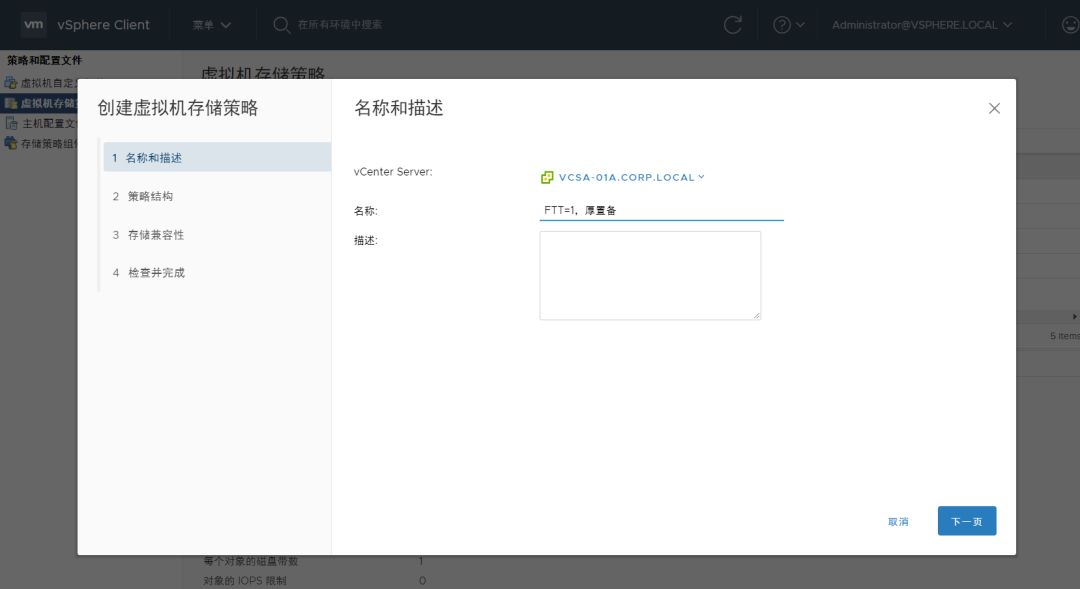 vm vSphere Client 菜单 在所有环境中搜索 Administrator@VSPHERE.LOCAL
策略和配置文件
虚拟机存储策略
虚拟机自定义
虚拟机存储
主机配置文
存储策略组
创建虚拟机存储策略
1 名称和描述
2 策略结构
3 存储兼容性
4 检查并完成
名称和描述
vCenter Server:
VCSA-01A.CORP.LOCAL
名称:
FTT=1，厚置备
描述:
取消
下一页
5 items
每个对象的磁盘带数 1
对象的 IOPS 限制 0